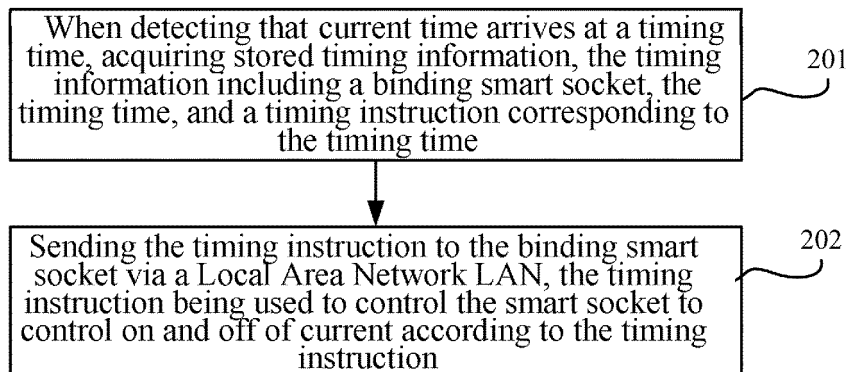 When detecting that current time arrives at a timing
time, acquiring stored timing information, the timing
information including a binding smart socket, the
timing time, and a timing instruction corresponding to
the timing time
201
Sending the timing instruction to the binding smart
socket via a Local Area Network LAN, the timing
instruction being used to control the smart socket to
control on and off of current according to the timing
instruction
202